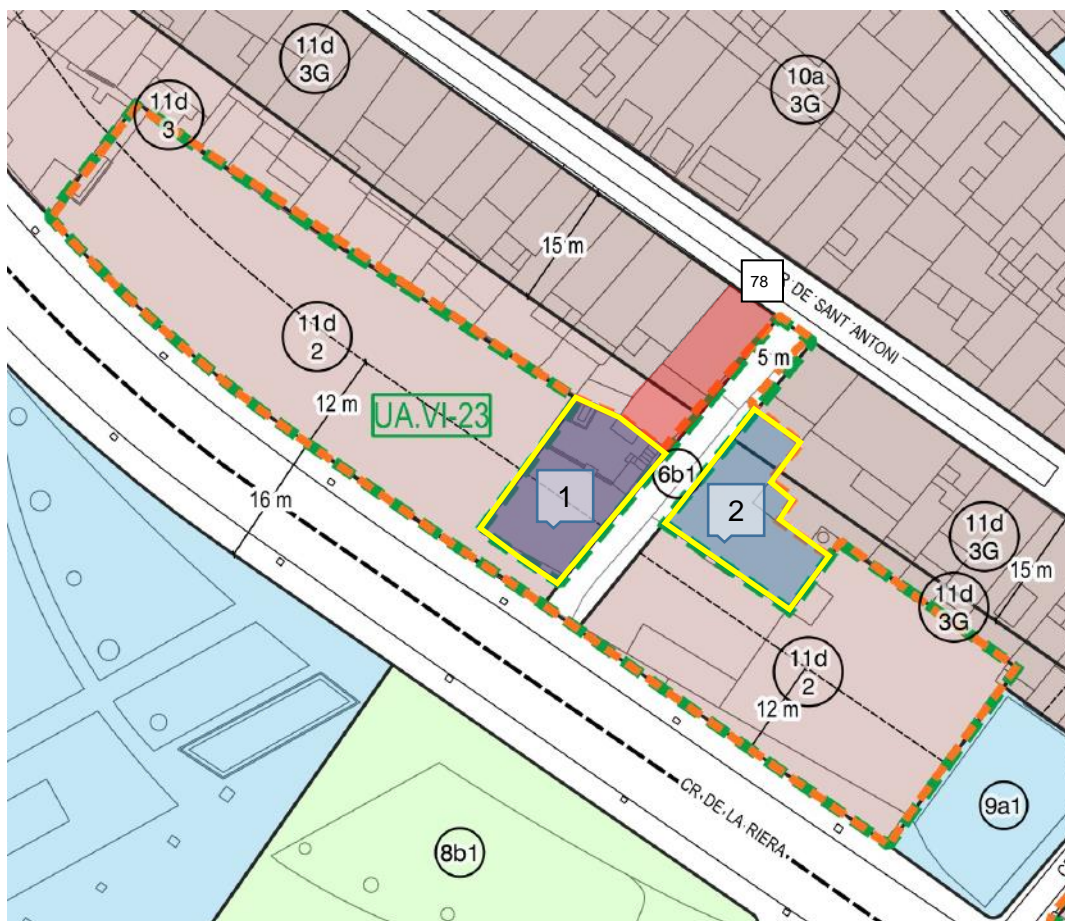 11d
3G
10a
3G
11d
3
15 m
78
R DE SANT ANTONI
5 m
11d
2
12 m
UA.VI-23
6b1
1
2
16 m
11d
3G
15 m
11d
3G
11d
2
12 m
CR. DE LA RIERA
9a1
8b1